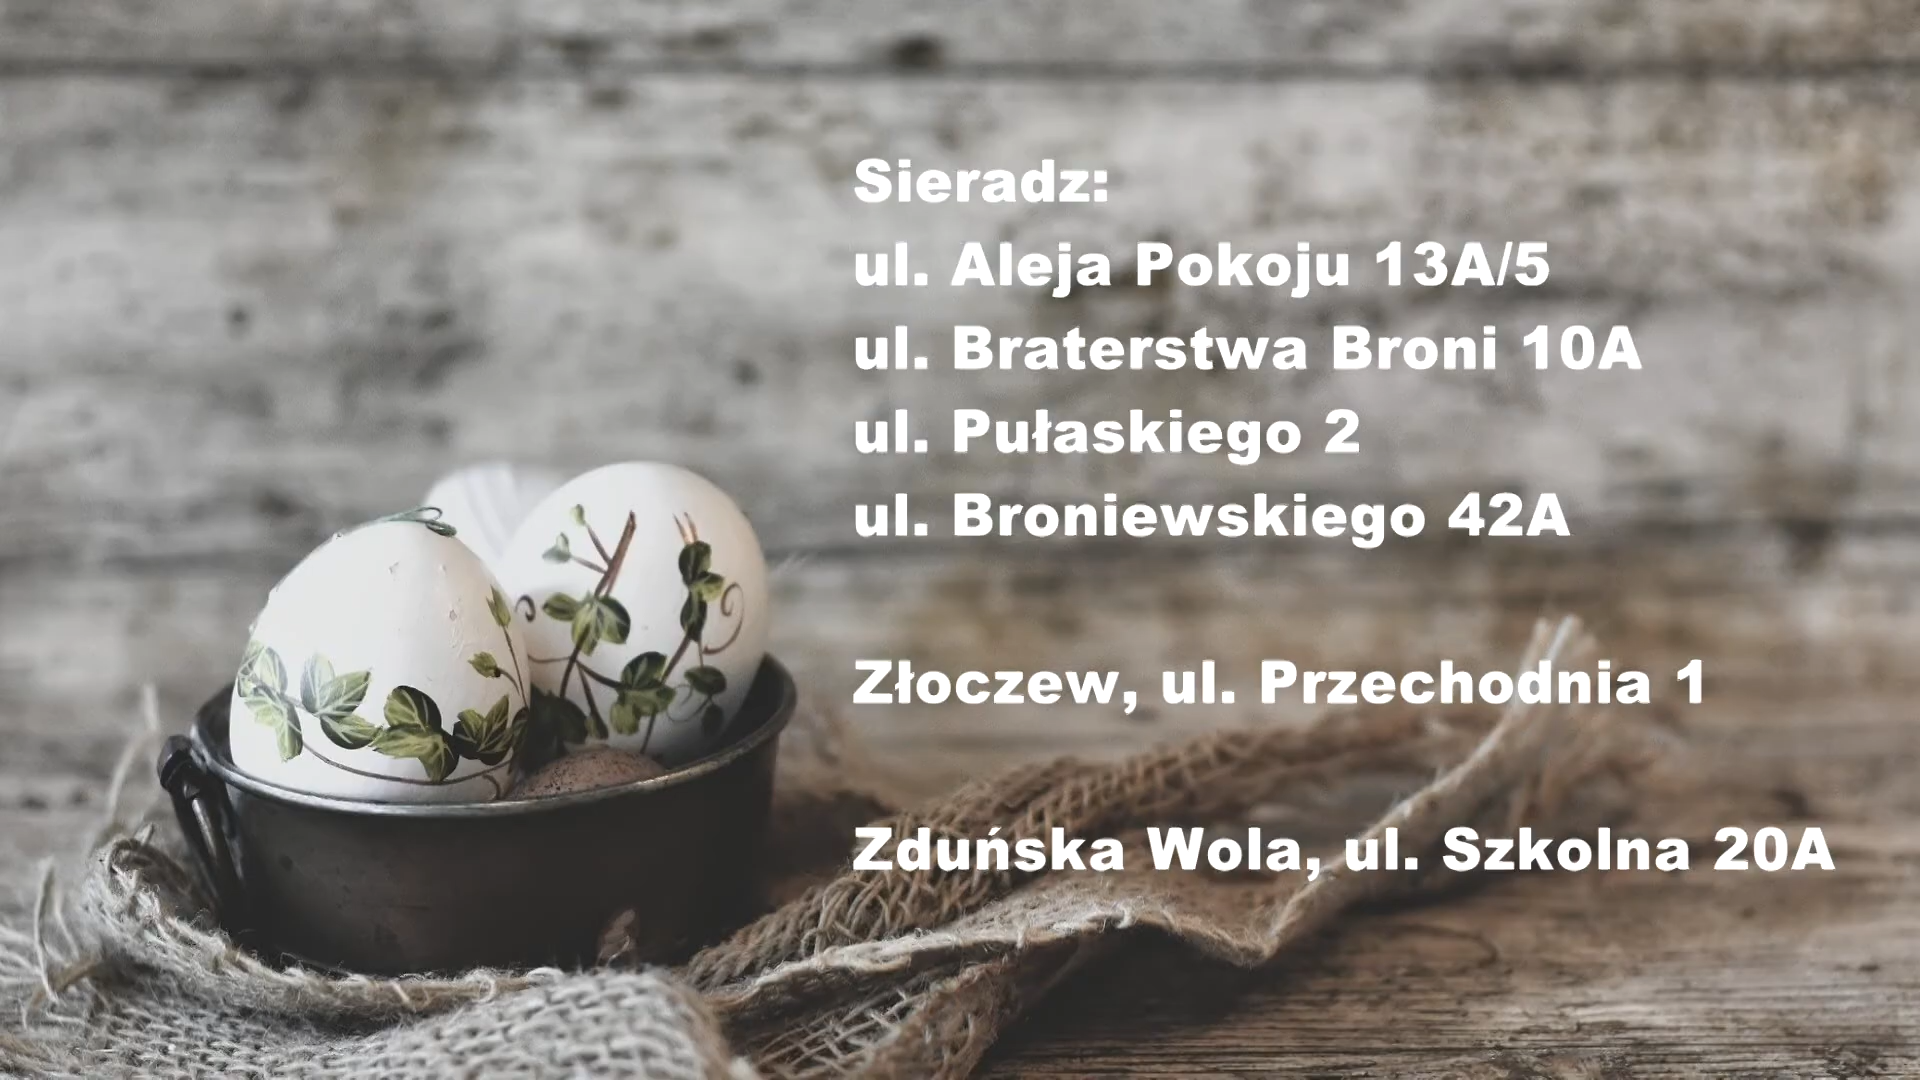 Sieradz:
ul. Aleja Pokoju 13A/5
ul. Braterstwa Broni 10A
ul. Pułaskiego 2
ul. Broniewskiego 42A
Złoczew, ul. Przechodnia 1
Zduńska Wola, ul. Szkolna 20A